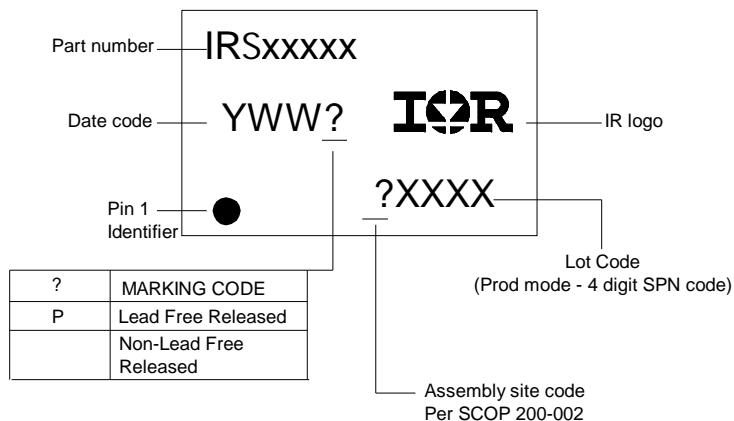 Part number
IRSxxxxx
Date code
YWW?
IOR
IR logo
?XXXX
Pin 1
Identifier
Lot Code
(Prod mode - 4 digit SPN code)
? MARKING CODE
P Lead Free Released
Non-Lead Free
Released
Assembly site code
Per SCOP 200-002